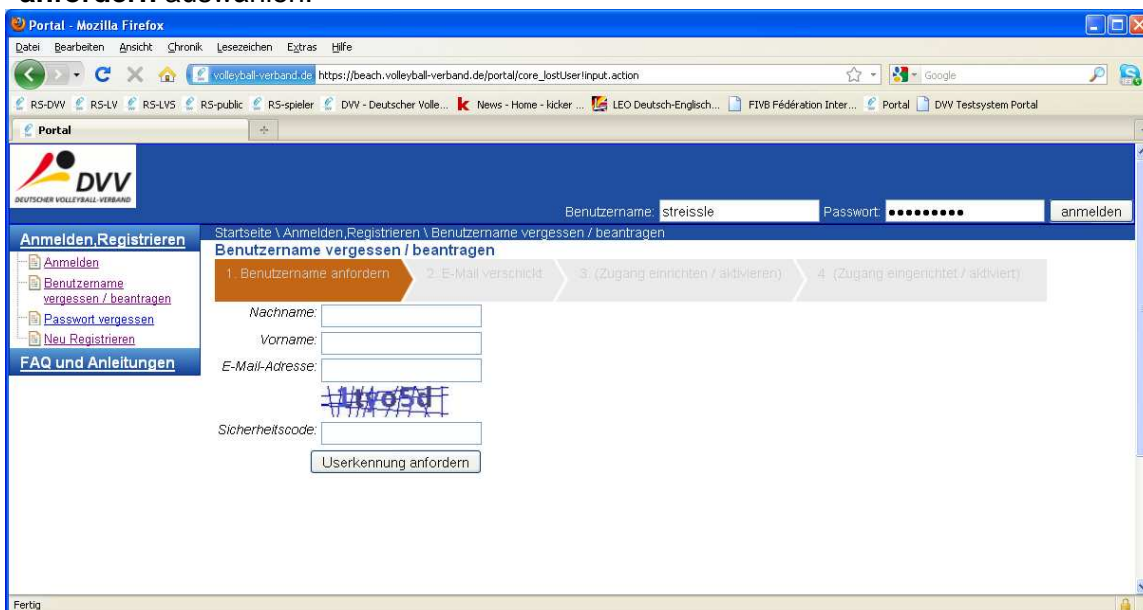 anfordern auswählen.
Portal - Mozilla Firefox
Datei Bearbeiten Ansicht Chronik Lesezeichen Extras Hilfe
volleyball-verband.de https://beach.volleyball-verband.de/portal/core_lostUser!input.action Google
RS-DVV RS-LV RS-LVS RS-public RS-spieler DVV - Deutscher Volle... News - Home - kicker ... LEO Deutsch-Englisch... FIVB Fédération Inter... Portal DVV Testsystem Portal
Portal
DVV
DEUTSCHER VOLLEYBALL-VERBAND
Benutzername: streissle Passwort: ●●●●●●●●● anmelden
Anmelden,Registrieren
Anmelden
Benutzername
vergessen / beantragen
Passwort vergessen
Neu Registrieren
FAQ und Anleitungen
Startseite \ Anmelden,Registrieren \ Benutzername vergessen / beantragen
Benutzername vergessen / beantragen
1. Benutzername anfordern 2. E-Mail verschickt 3. (Zugang einrichten / aktivieren) 4. (Zugang eingerichtet / aktiviert)
Nachname:
Vorname:
E-Mail-Adresse:
Sicherheitscode:
Userkennung anfordern
Fertig